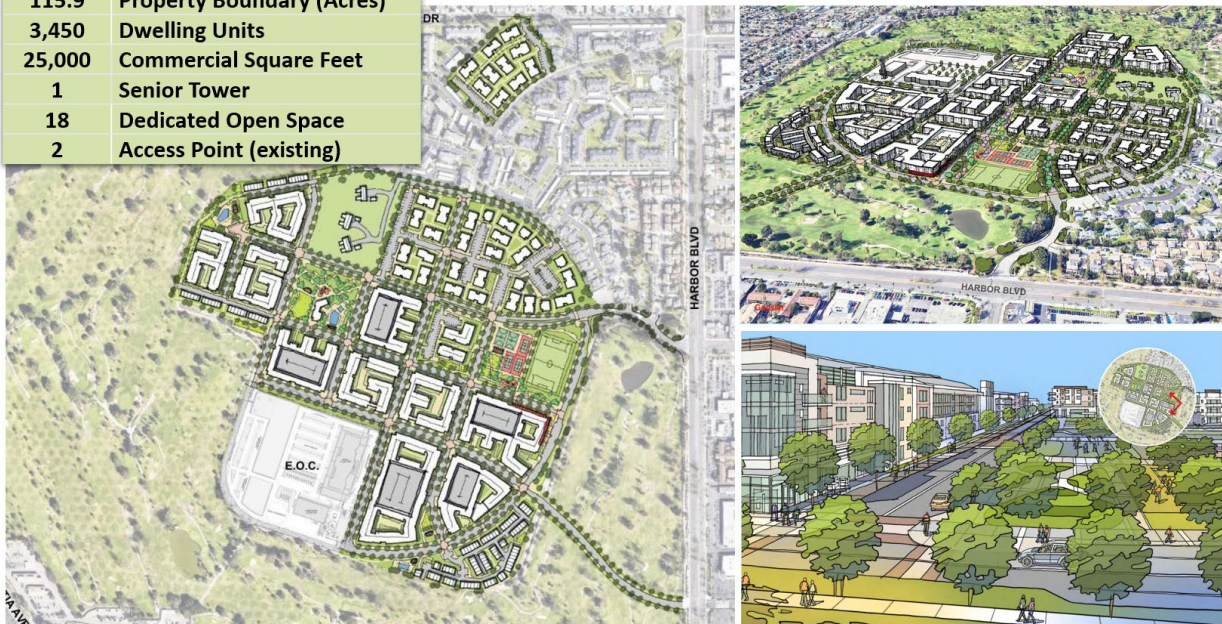 115.9 Property Boundary (Acres)
3,450 Dwelling Units
25,000 Commercial Square Feet
1 Senior Tower
18 Dedicated Open Space
2 Access Point (existing)
DR
HARBOR BLVD
E.O.C.
HARBOR BLVD